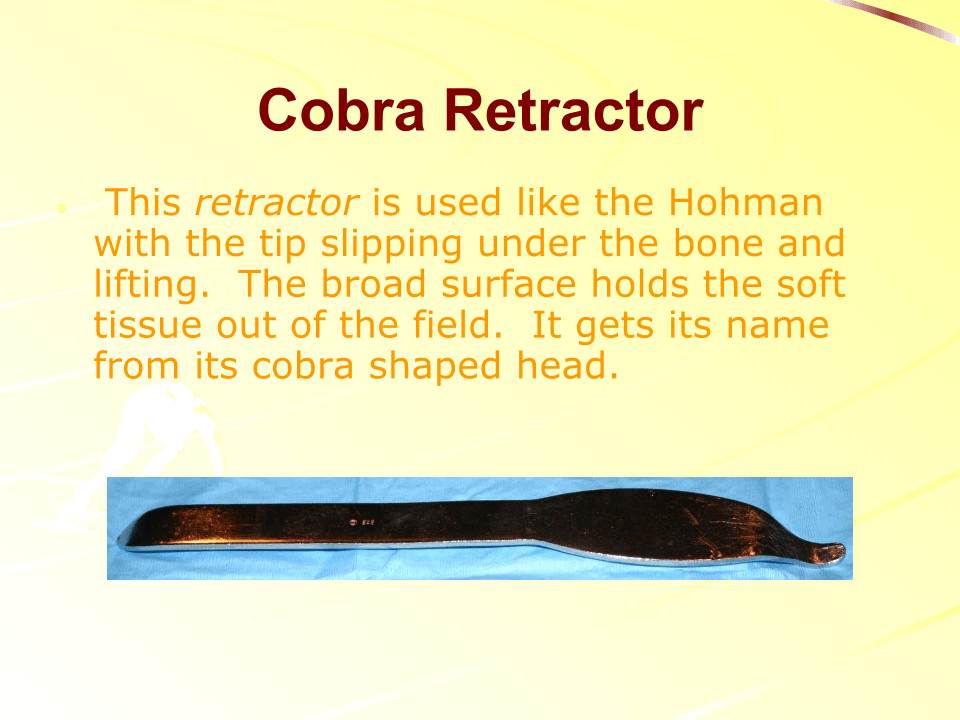 Cobra Retractor
• This retractor is used like the Hohman
with the tip slipping under the bone and
lifting.  The broad surface holds the soft
tissue out of the field.  It gets its name
from its cobra shaped head.